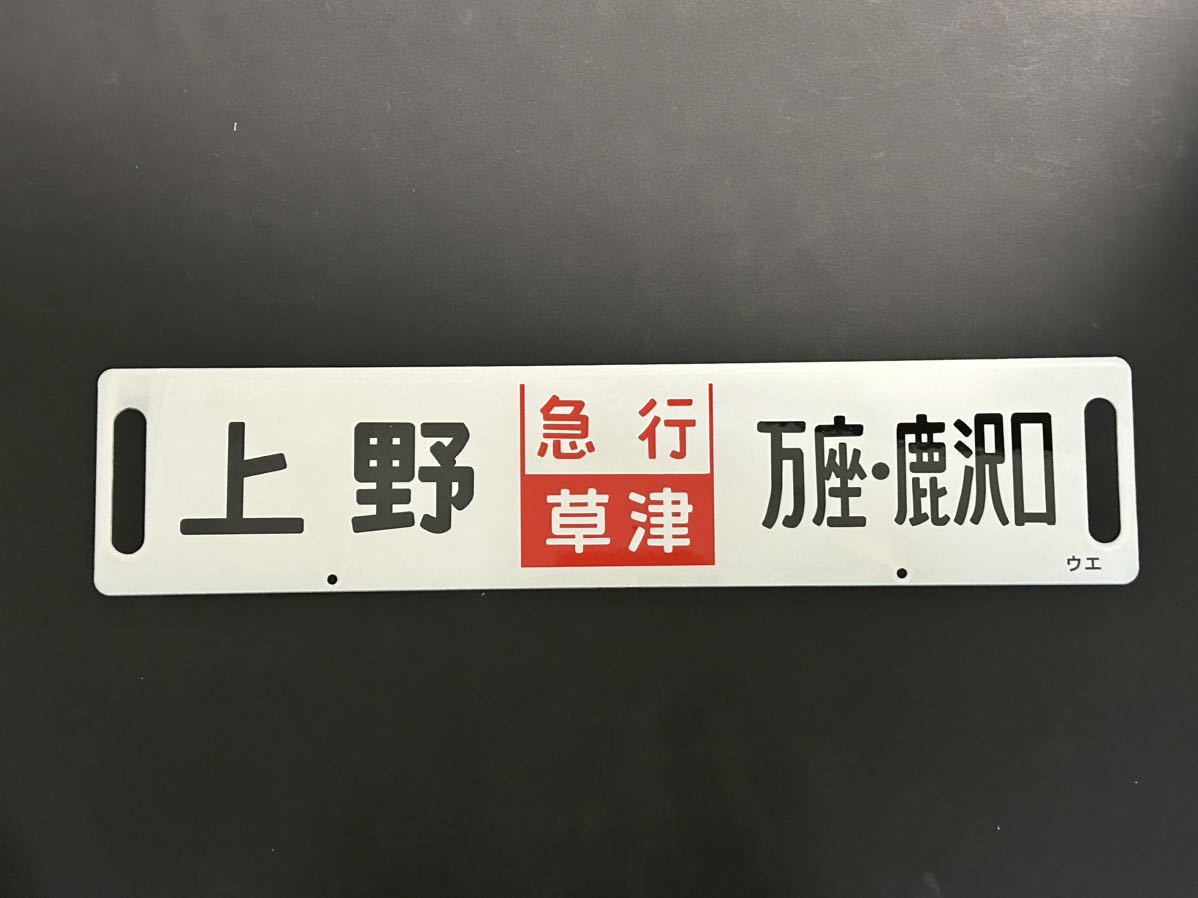 上野
急行
草津
万座・鹿沢口
ウエ